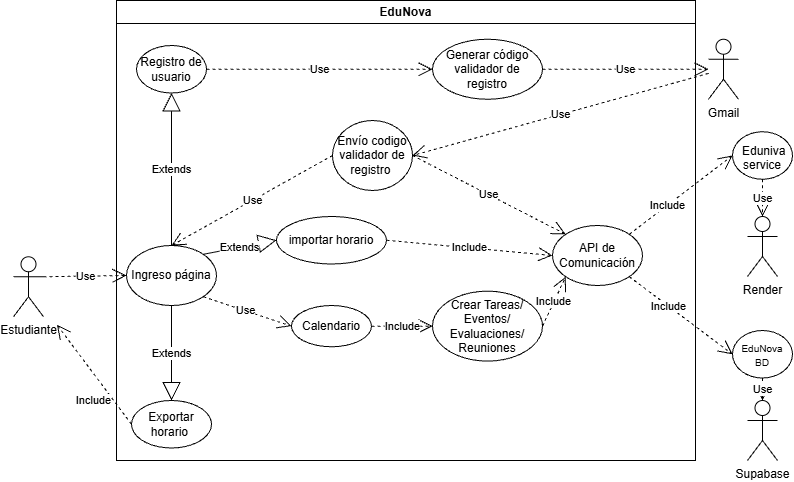 EduNova
Registro de
usuario
Use
Generar código
validador de
registro
Use
Gmail
Use
Envío codigo
validador de
registro
Extends
Use
Use
Eduniva
service
Include
Use
Render
importar horario
Extends
Include
API de
Comunicación
Ingreso página
Use
Estudiante
Use
Calendario
Include
Crear Tareas/
Eventos/
Evaluaciones/
Reuniones
Include
Include
EduNova
BD
Use
Supabase
Extends
Include
Exportar
horario